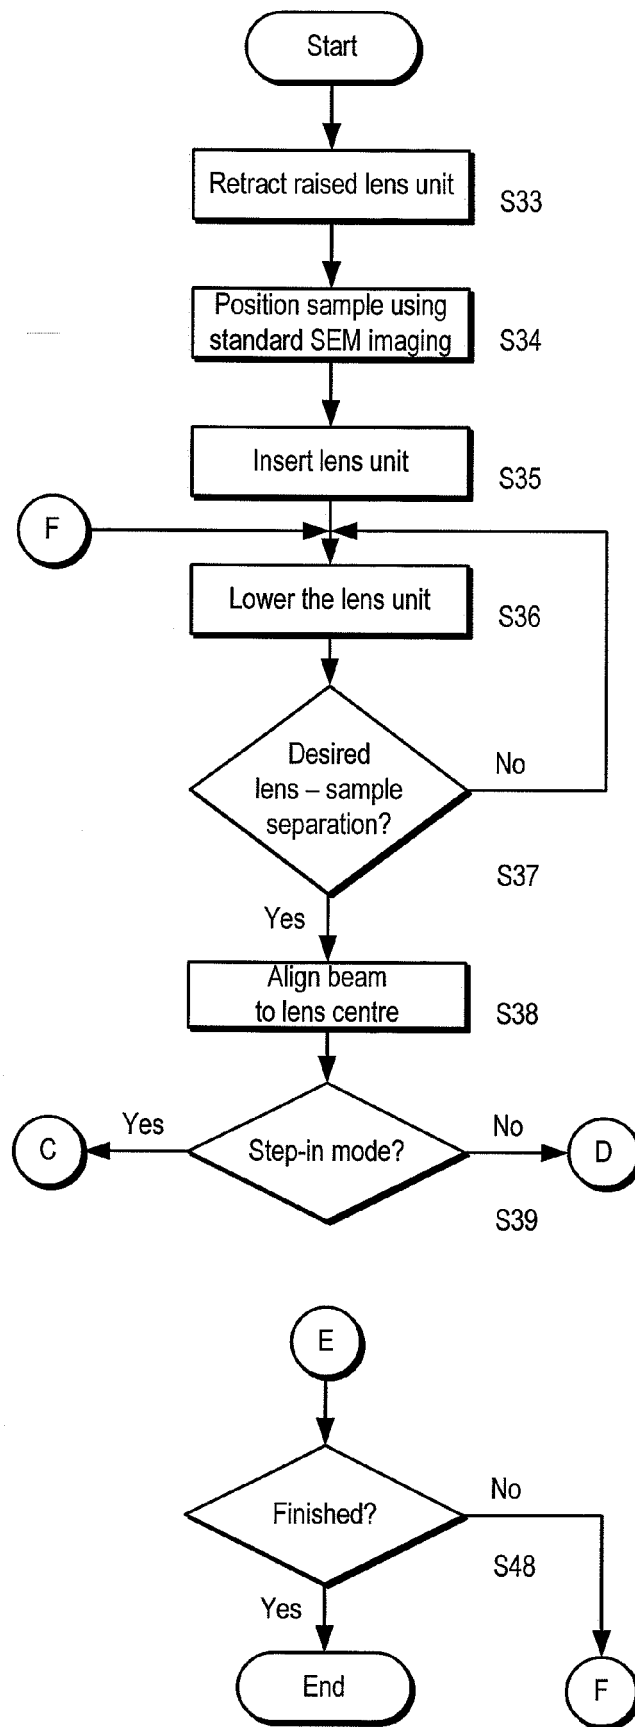 Start
Retract raised lens unit
S33
Position sample using
standard SEM imaging
S34
Insert lens unit
S35
F
Lower the lens unit
S36
Desired
lens – sample
separation?
No
S37
Yes
Align beam
to lens centre
S38
C
Yes
Step-in mode?
No
D
S39
E
Finished?
No
S48
Yes
End
F